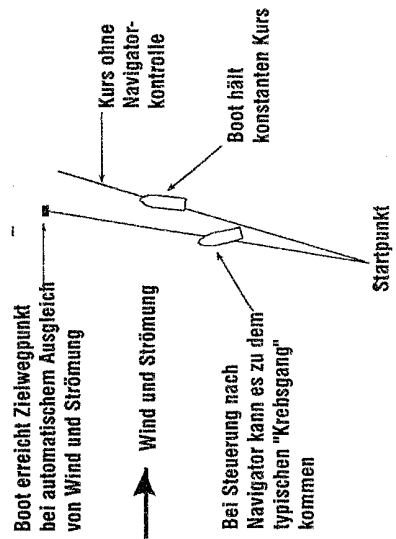 Boot erreicht Zielwegpunkt
bei automatischem Ausgleich
von Wind und Strömung
Wind und Strömung
Bei Steuerung nach
Navigator kann es zu dem
typischen "Krebsgang"
kommen
Kurs ohne
Navigator-
kontrolle
Boot hält
konstanten Kurs
Startpunkt